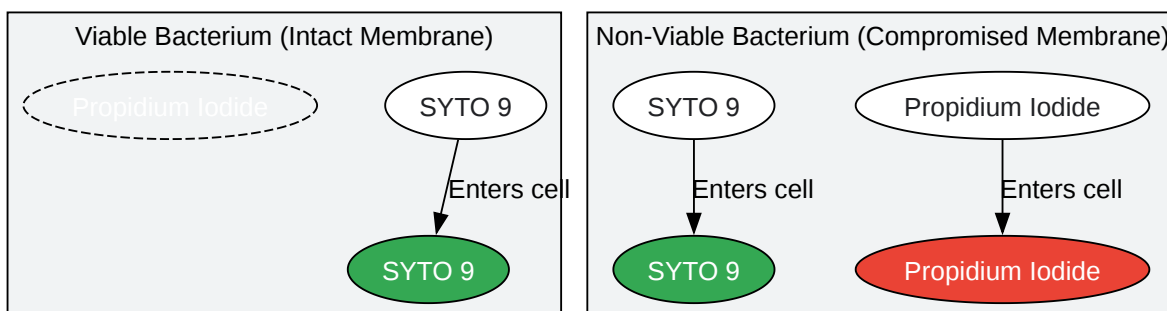 Viable Bacterium (Intact Membrane)
Propidium Iodide
SYTO 9
Enters cell
SYTO 9
Non-Viable Bacterium (Compromised Membrane)
SYTO 9
Propidium Iodide
Enters cell
Enters cell
SYTO 9
Propidium Iodide